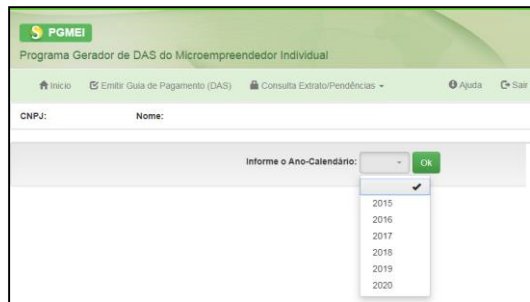 PGMEI
Programa Gerador de DAS do Microempreendedor Individual
Início Emitir Guia de Pagamento (DAS) Consulta Extrato/Pendências Ajuda Sair
CNPJ: Nome:
Informe o Ano-Calendário: Ok
2015
2016
2017
2018
2019
2020